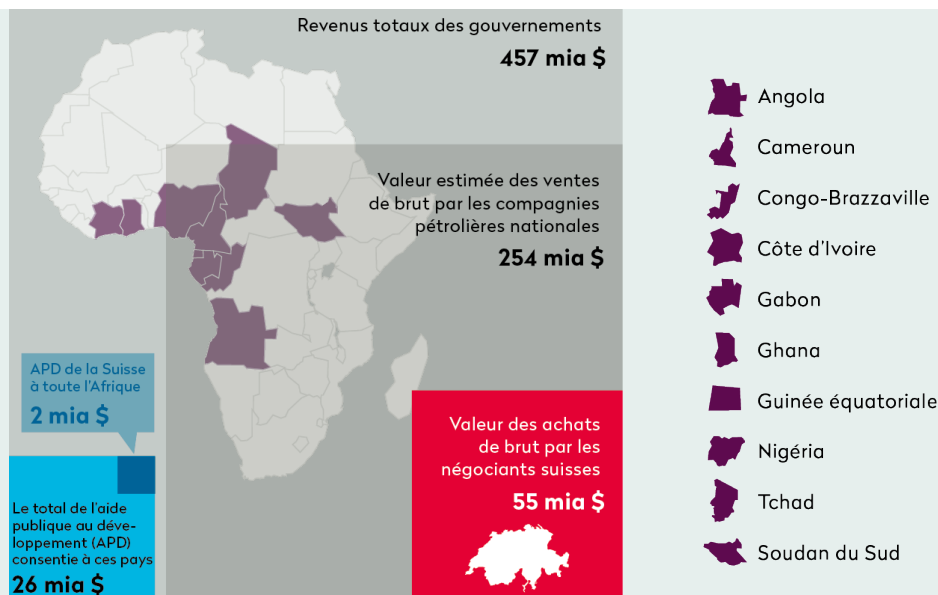 Revenus totaux des gouvernements
457 mia $
Valeur estimée des ventes
de brut par les compagnies
pétrolières nationales
254 mia $
APD de la Suisse
à toute l'Afrique
2 mia $
Le total de l'aide
publique au déve-
loppement (APD)
consentie à ces pays
26 mia $
Valeur des achats
de brut par les
négociants suisses
55 mia $
Angola
Cameroun
Congo-Brazzaville
Côte d'Ivoire
Gabon
Ghana
Guinée équatoriale
Nigéria
Tchad
Soudan du Sud